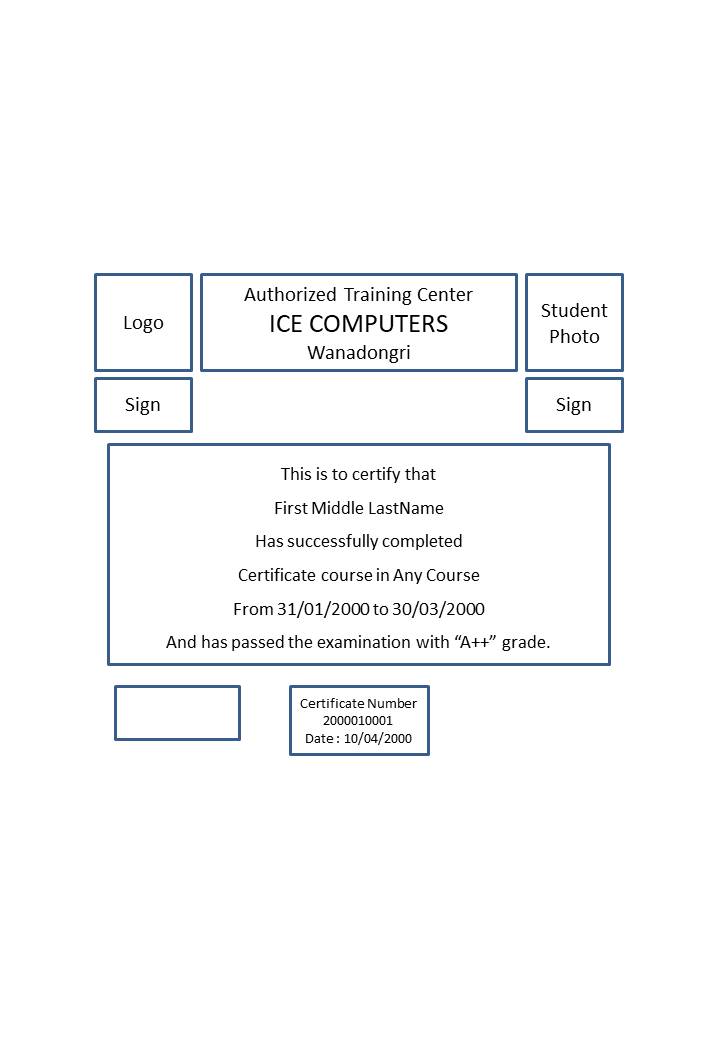 Logo
Authorized Training Center
ICE COMPUTERS
Wanadongri
Student
Photo
Sign
Sign
This is to certify that
First Middle LastName
Has successfully completed
Certificate course in Any Course
From 31/01/2000 to 30/03/2000
And has passed the examination with “A++” grade.
Certificate Number
2000010001
Date : 10/04/2000